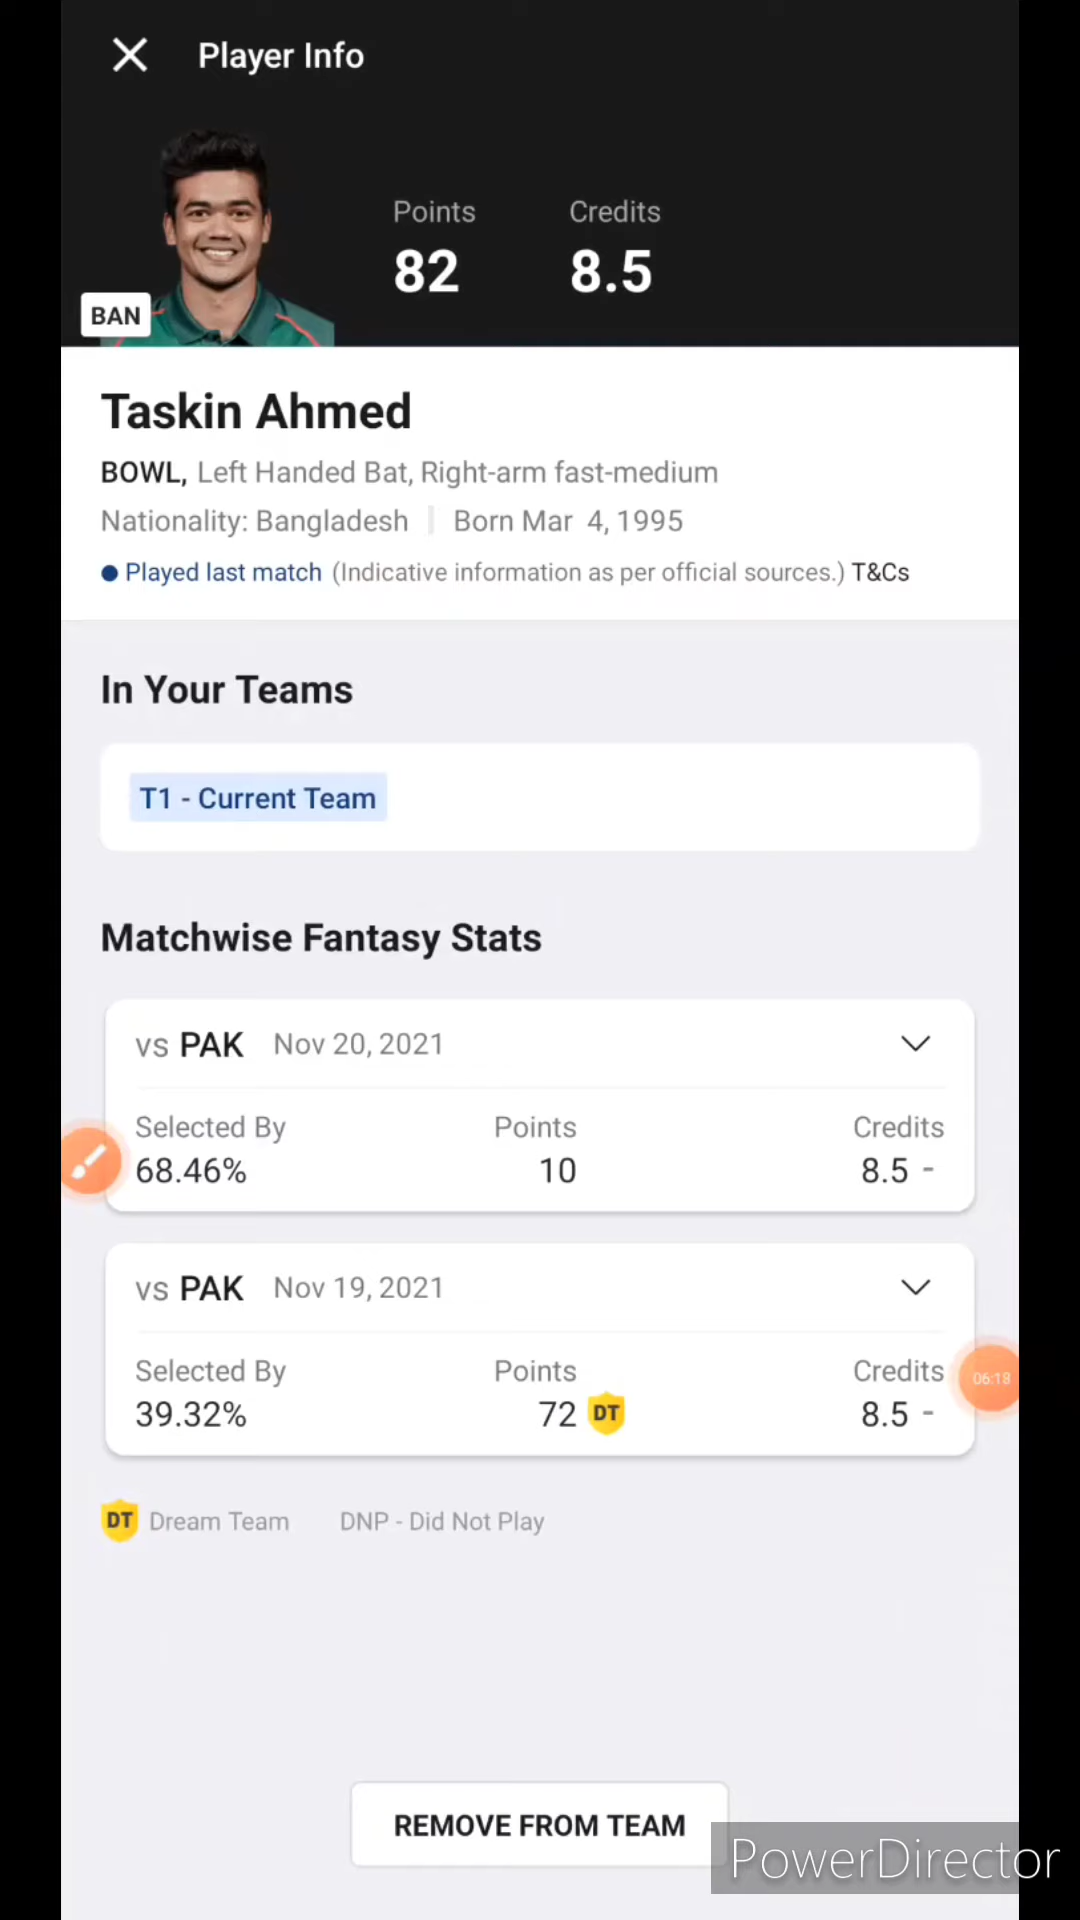 Player Info
Points Credits
82 8.5
BAN
Taskin Ahmed
BOWL, Left Handed Bat, Right-arm fast-medium
Nationality: Bangladesh Born Mar 4, 1995
Played last match (Indicative information as per official sources.) T&Cs
In Your Teams
T1 - Current Team
Matchwise Fantasy Stats
vs PAK Nov 20, 2021
Selected By Points Credits
68.46% 10 8.5 -
vs PAK Nov 19, 2021
Selected By Points Credits
39.32% 72 DT 8.5 -
06:18
DT Dream Team DNP - Did Not Play
REMOVE FROM TEAM
PowerDirector